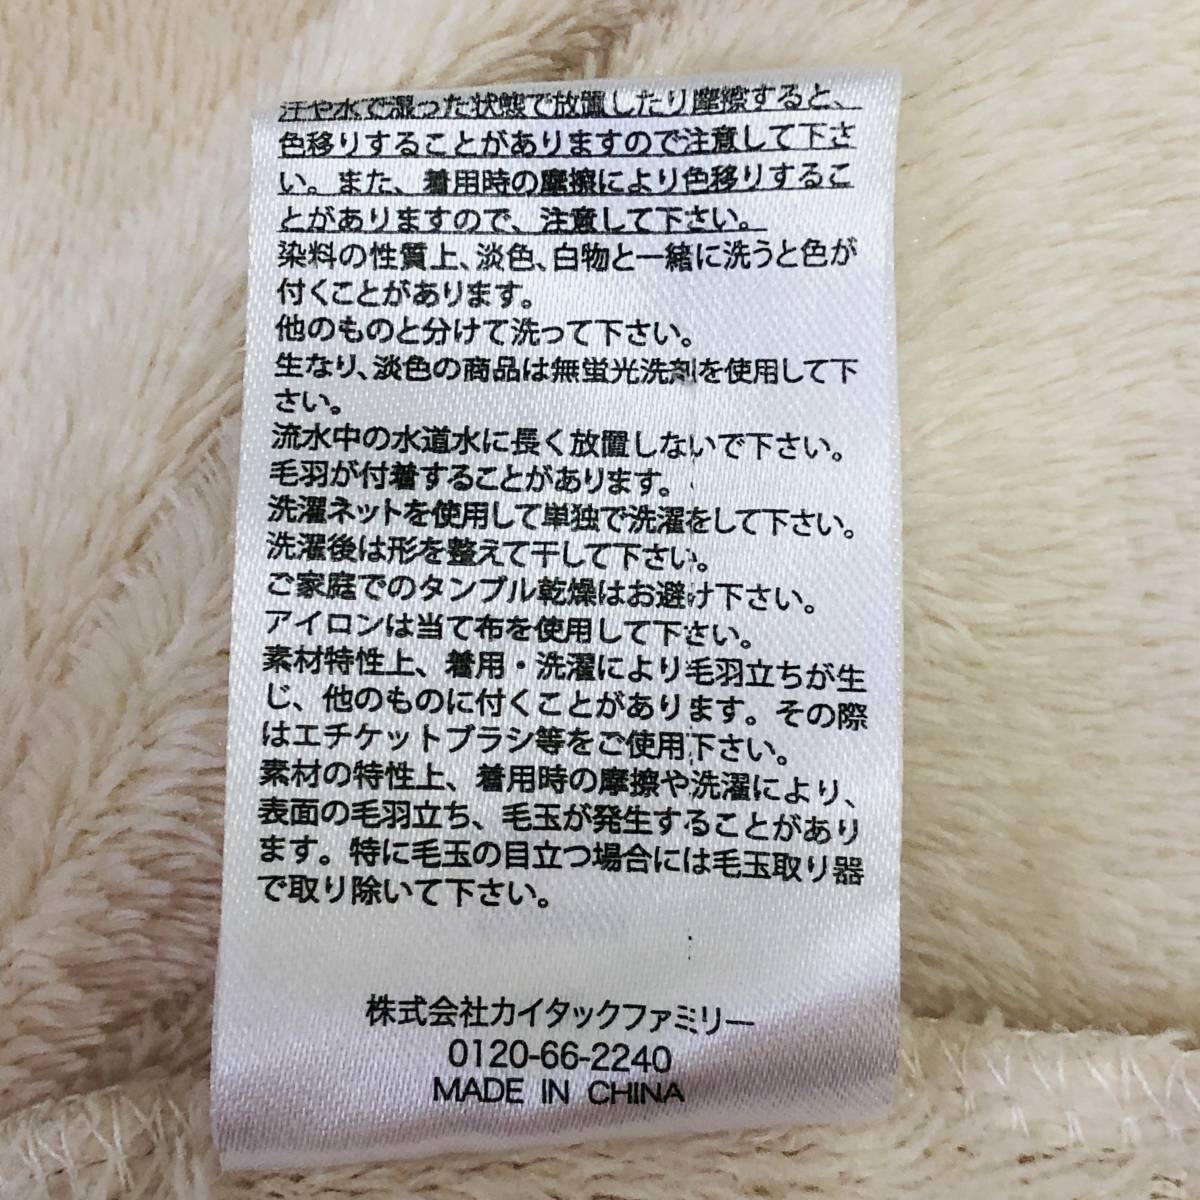 汗や水で湿った状態で放置したり摩擦すると、
色移りすることがありますので注意して下さ
い。また、着用時の摩擦により色移りするこ
とがありますので、注意して下さい。
染料の性質上、淡色、白物と一緒に洗うと色が
付くことがあります。
他のものと分けて洗って下さい。
生なり、淡色の商品は無蛍光洗剤を使用して下
さい。
流水中の水道水に長く放置しないで下さい。
毛羽が付着することがあります。
洗濯ネットを使用して単独で洗濯をして下さい。
洗濯後は形を整えて干して下さい。
ご家庭でのタンブル乾燥はお避け下さい。
アイロンは当て布を使用して下さい。
素材特性上、着用・洗濯により毛羽立ちが生
じ、他のものに付くことがあります。その際
はエチケットブラシ等をご使用下さい。
素材の特性上、着用時の摩擦や洗濯により、
表面の毛羽立ち、毛玉が発生することがあり
ます。特に毛玉の目立つ場合には毛玉取り器
で取り除いて下さい。
株式会社カイタックファミリー
0120-66-2240
MADE IN CHINA